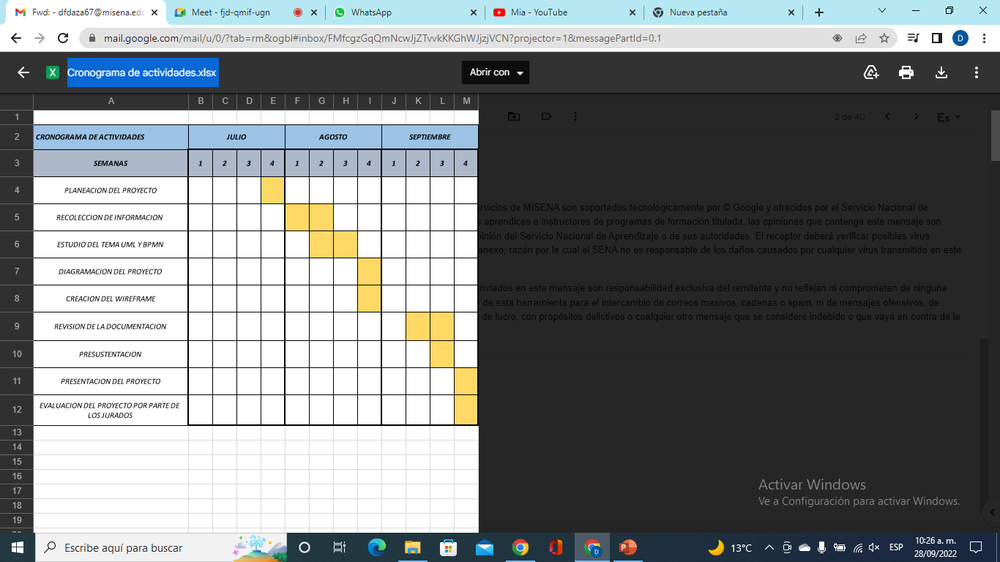 Fwd: - dfdaza67@misena.edu
Meet - fjd-qmif-ugn
WhatsApp
Mia - YouTube
Nueva pestaña
mail.google.com/mail/u/0/?tab=rm&ogbl#inbox/FMfcgzGqQmNcwJjZTvvkKKGhWJjzjVCN?projector=1&messagePartId=0.1
D
X Cronograma de actividades.xlsx
Abrir con
A B C D E F G H I J K L M
2 de 40
Es
1
2 CRONOGRAMA DE ACTIVIDADES JULIO AGOSTO SEPTIEMBRE
3 SEMANAS 1 2 3 4 1 2 3 4 1 2 3 4
4 PLANEACION DEL PROYECTO
5 RECOLECCION DE INFORMACION
6 ESTUDIO DEL TEMA UML Y BPMN
7 DIAGRAMACION DEL PROYECTO
8 CREACION DEL WIREFRAME
9 REVISION DE LA DOCUMENTACION
10 PRESUSTENTACION
11 PRESENTACION DEL PROYECTO
12 EVALUACION DEL PROYECTO POR PARTE DE
LOS JURADOS
13
14
15
16
17
18
19
de MISENA son soportados tecnológicamente por © Google y ofrecidos por el Servicio Nacional de
aprendices e instructores de programas de formación titulada, las opiniones que contenga este mensaje son
del Servicio Nacional de Aprendizaje o de sus autoridades. El receptor deberá verificar posibles virus
anexo, razón por la cual el SENA no es responsable de los daños causados por cualquier virus transmitido en este
en este mensaje son responsabilidad exclusiva del remitente y no reflejan ni comprometen de ninguna
de esta herramienta para el intercambio de correos masivos, cadenas o spam, ni de mensajes ofensivos, de
de lucro, con propósitos delictivos o cualquier otro mensaje que se considere indebido o que vaya en contra de la
Activar Windows
Ve a Configuración para activar Windows.
Escribe aquí para buscar
13°C
ESP
10:26 a. m.
28/09/2022